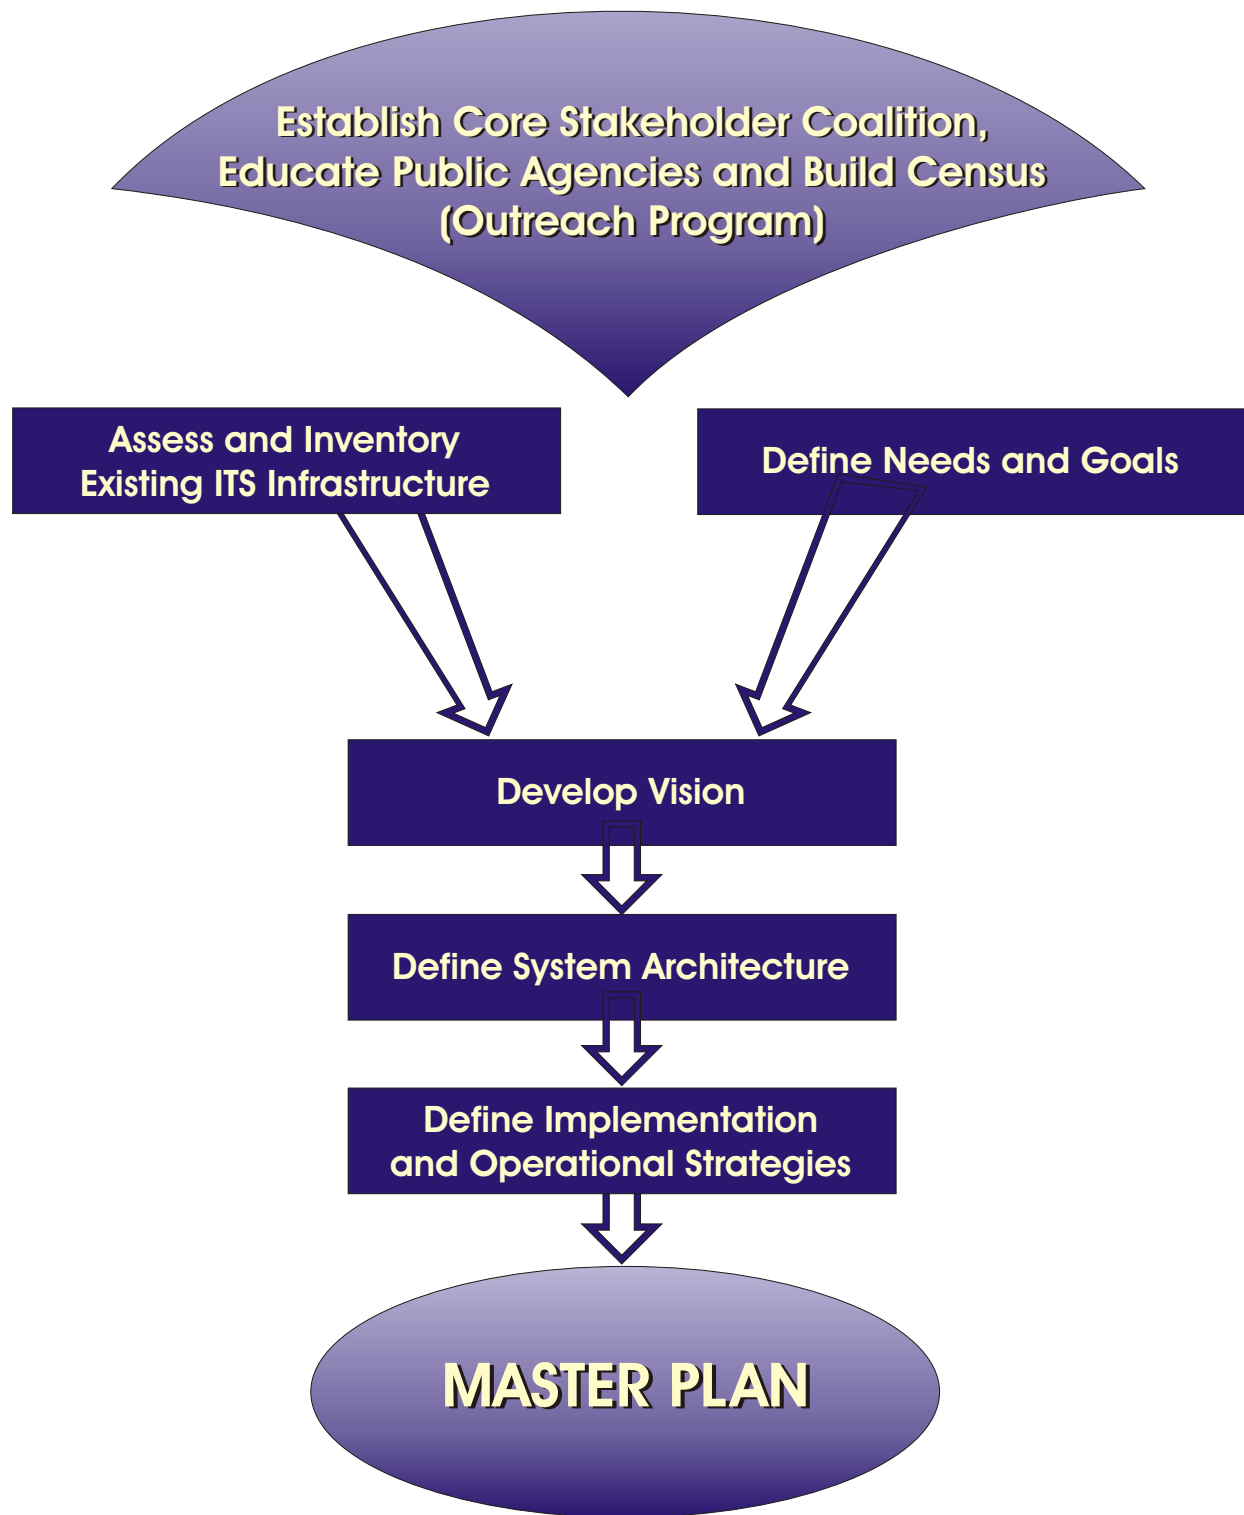 Establish Core Stakeholder Coalition,
Educate Public Agencies and Build Census
(Outreach Program)
Assess and Inventory
Existing ITS Infrastructure
Define Needs and Goals
Develop Vision
Define System Architecture
Define Implementation
and Operational Strategies
MASTER PLAN